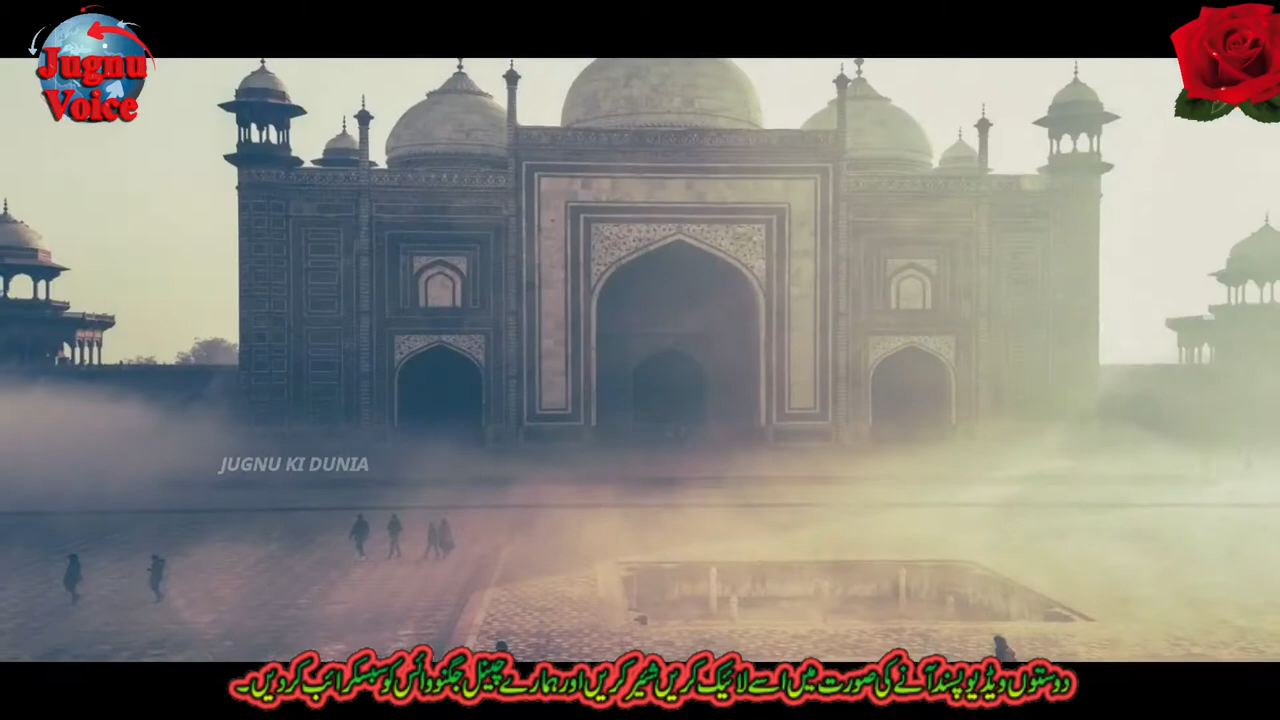 Jugnu
Voice
JUGNU KI DUNIA
دوستوں ویڈیو پسند آنے کی صورت میں اسے لائیک کریں شیر کریں اور ہمارے چینل جگنو وائس کو سبسکرائب کر دیں ۔